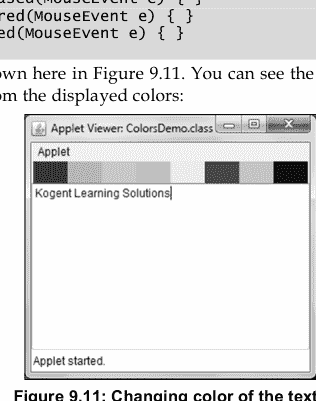 ased(MouseEvent e) { }
red(MouseEvent e) { }
ed(MouseEvent e) { }
own here in Figure 9.11. You can see the
om the displayed colors:
Applet Viewer: ColorsDemo.class
Applet
Kogent Learning Solutions
Applet started.
Figure 9.11: Changing color of the text